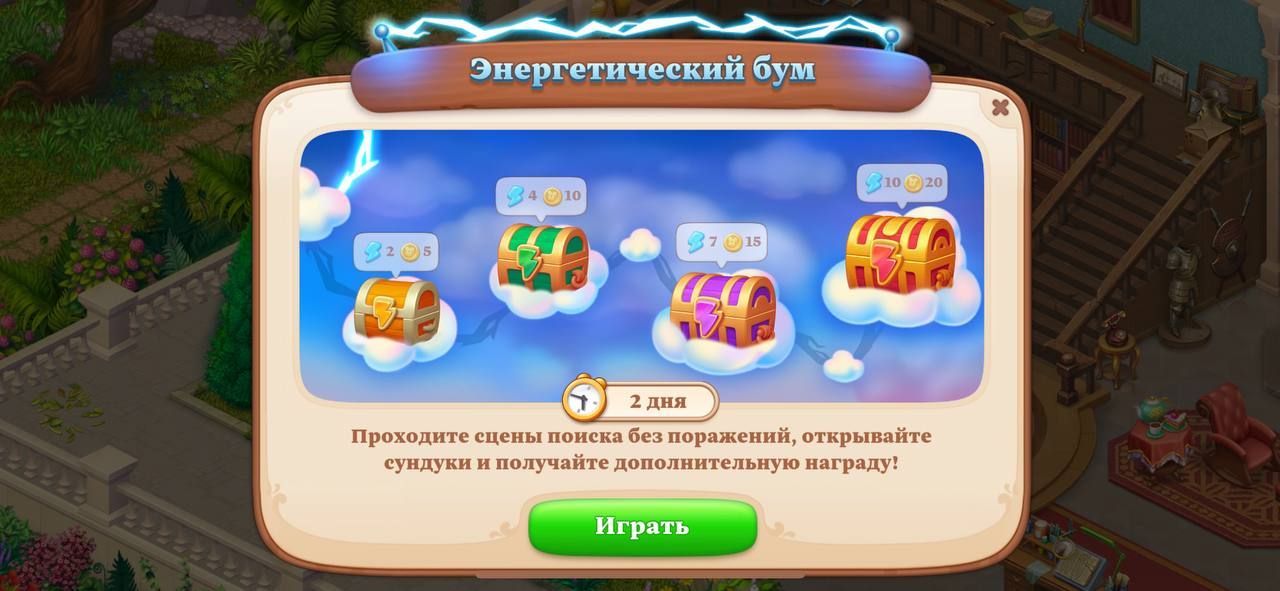 Энергетический бум
10 20
4 10
7 15
2 5
2 дня
Проходите сцены поиска без поражений, открывайте
сундуки и получайте дополнительную награду!
Играть